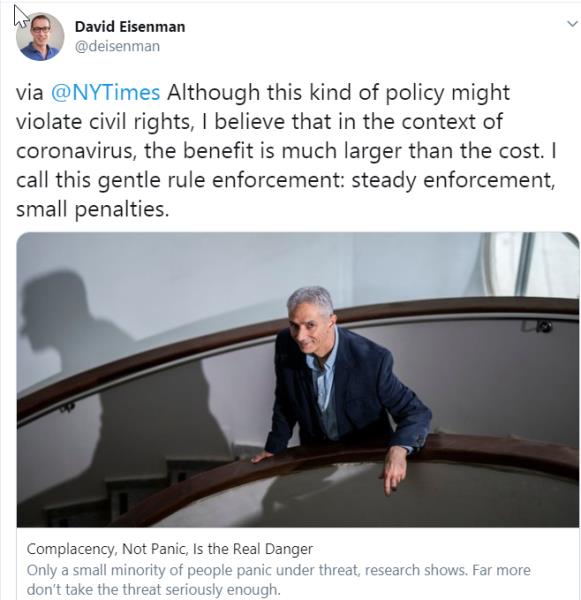 David Eisenman
@deisenman
via @NYTimes Although this kind of policy might
violate civil rights, I believe that in the context of
coronavirus, the benefit is much larger than the cost. I
call this gentle rule enforcement: steady enforcement,
small penalties.
Complacency, Not Panic, Is the Real Danger
Only a small minority of people panic under threat, research shows. Far more
don’t take the threat seriously enough.